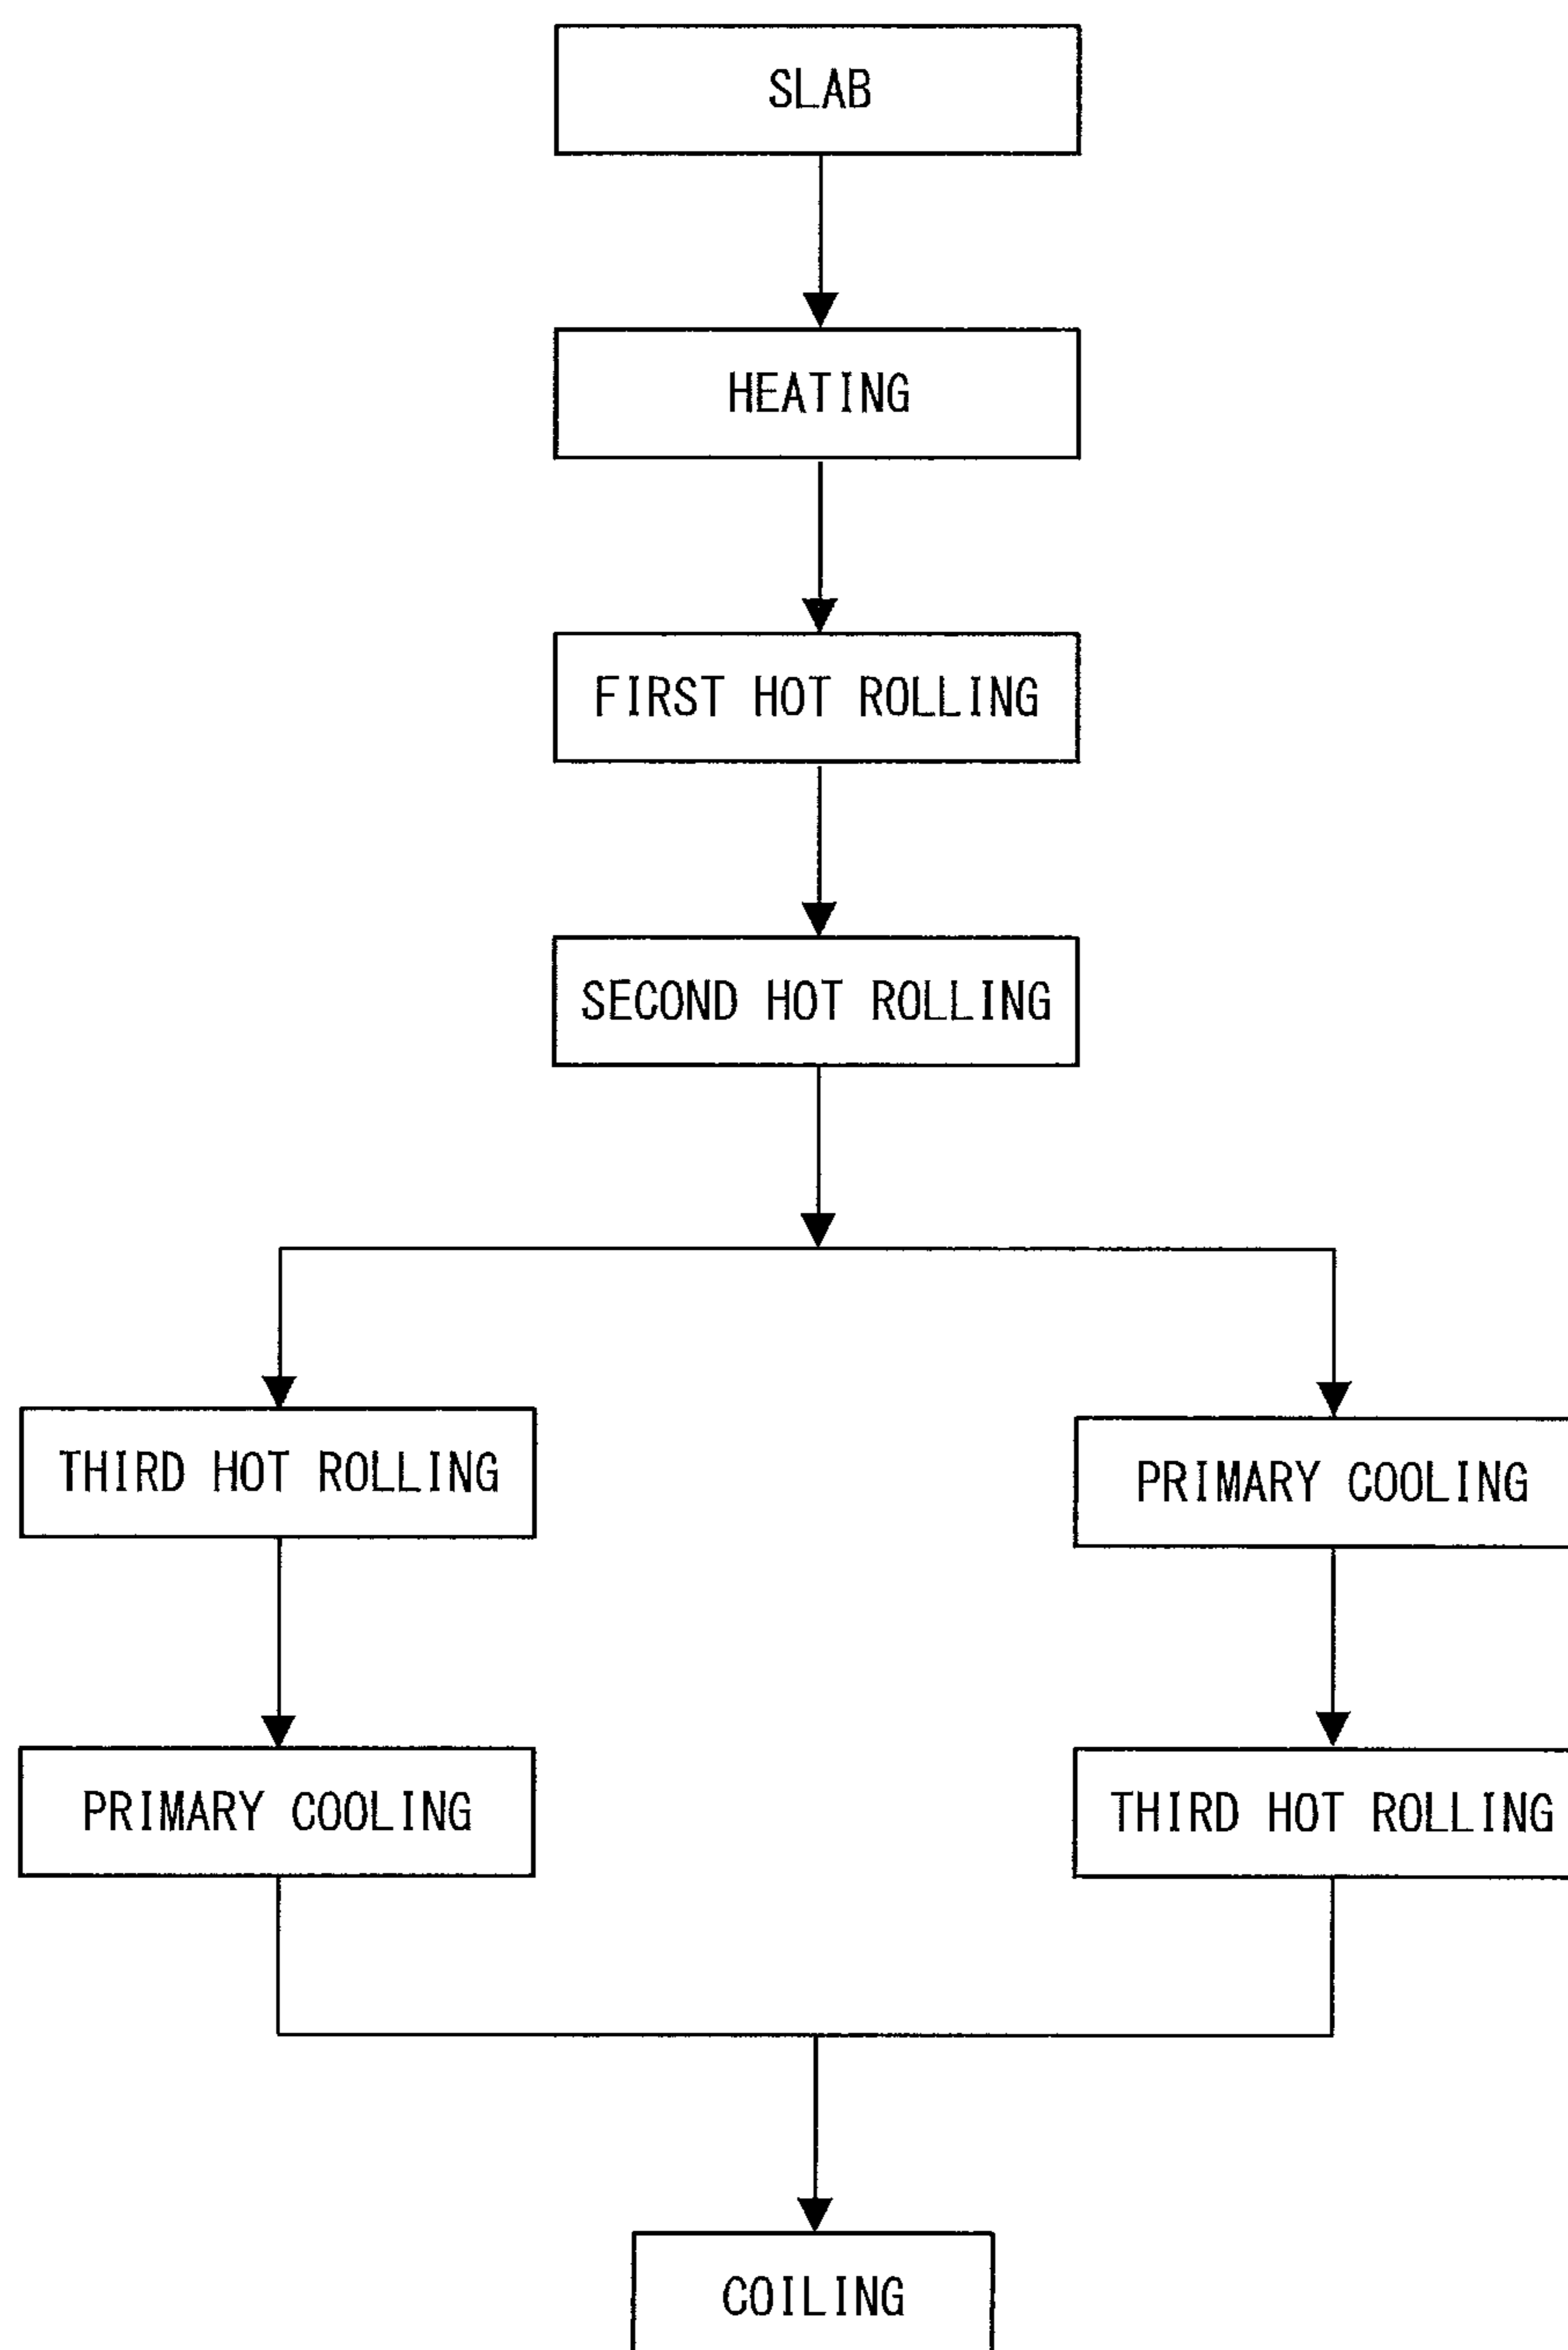 SLAB
HEATING
FIRST HOT ROLLING
SECOND HOT ROLLING
THIRD HOT ROLLING
PRIMARY COOLING
PRIMARY COOLING
THIRD HOT ROLLING
COILING